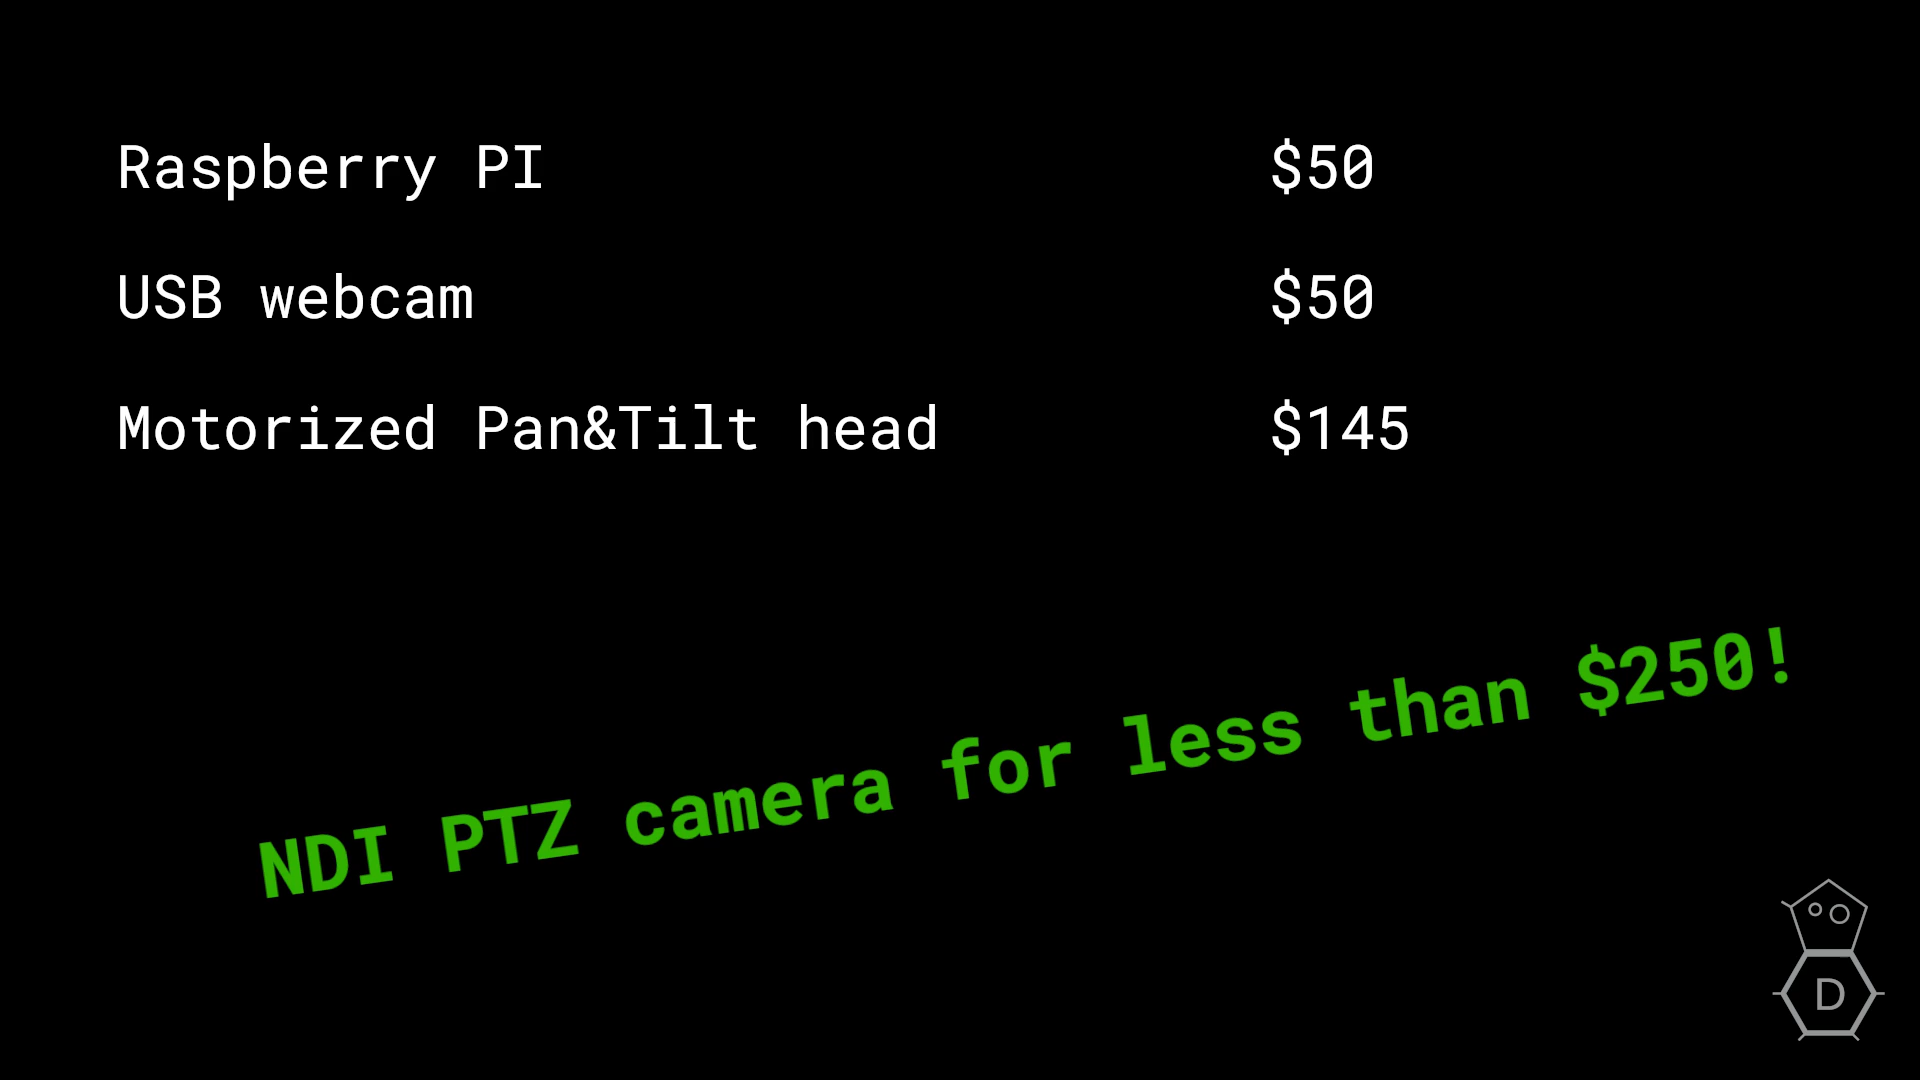 Raspberry PI $50
USB webcam $50
Motorized Pan&Tilt head $145
NDI PTZ camera for less than $250!
D